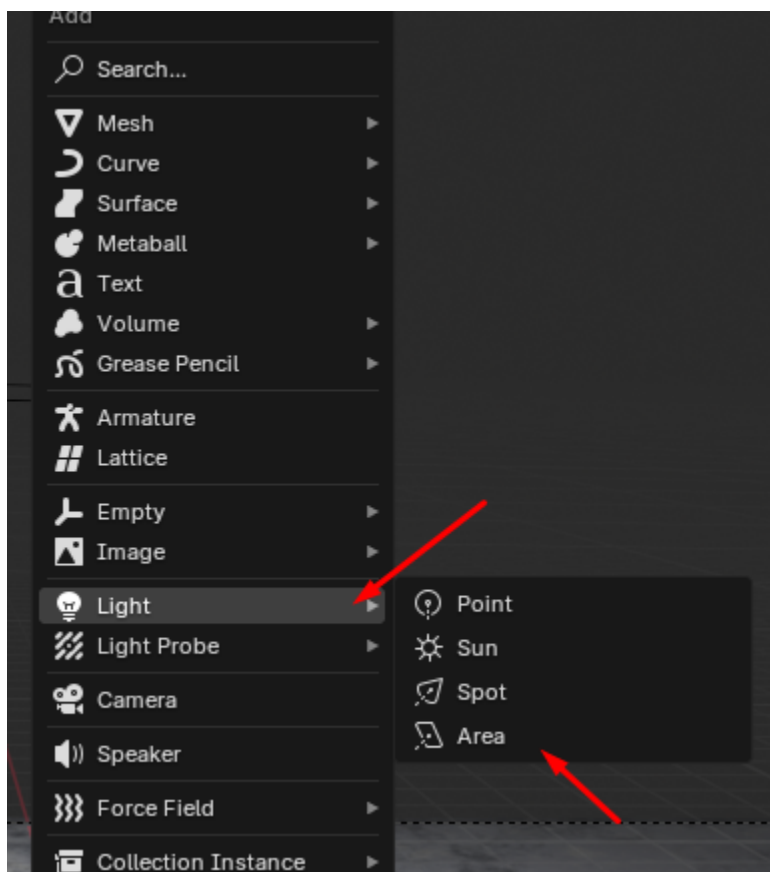 Add
Search...
Mesh
Curve
Surface
Metaball
Text
Volume
Grease Pencil
Armature
Lattice
Empty
Image
Light
Light Probe
Camera
Speaker
Force Field
Collection Instance
Point
Sun
Spot
Area